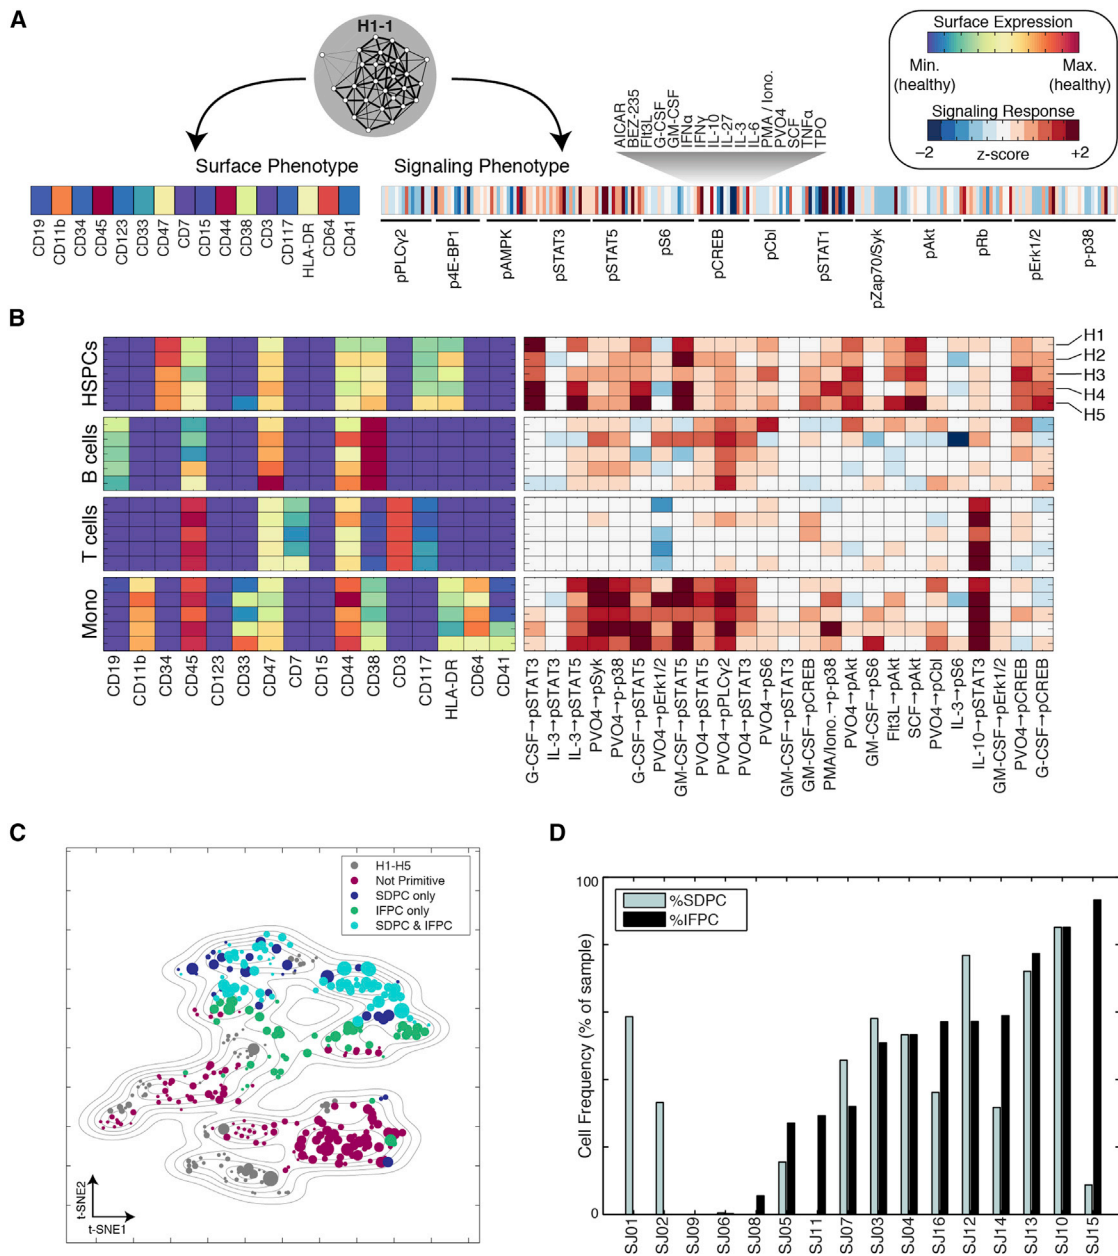 A
H1-1
Surface Expression
Min. (healthy)
Max. (healthy)
Signaling Response
−2
z-score
+2
AICAR
BEZ-235
Flt3L
G-CSF
GM-CSF
IFNα
IFNγ
IL-10
IL-27
IL-3
IL-6
PMA / Iono.
PVO4
SCF
TNFα
TPO
Surface Phenotype
Signaling Phenotype
CD19
CD11b
CD34
CD45
CD123
CD33
CD47
CD7
CD15
CD44
CD38
CD3
CD117
HLA-DR
CD64
CD41
pPLCγ2
p4E-BP1
pAMPK
pSTAT3
pSTAT5
pS6
pCREB
pCbl
pSTAT1
pZap70/Syk
pAkt
pRb
pErk1/2
p-p38
B
HSPCs
B cells
T cells
Mono
H1
H2
H3
H4
H5
CD19
CD11b
CD34
CD45
CD123
CD33
CD47
CD7
CD15
CD44
CD38
CD3
CD117
HLA-DR
CD64
CD41
G-CSF→pSTAT3
IL-3→pSTAT3
IL-3→pSTAT5
PVO4→pSyk
PVO4→p-p38
G-CSF→pSTAT5
PVO4→pErk1/2
GM-CSF→pSTAT5
PVO4→pSTAT5
PVO4→pPLCγ2
PVO4→pSTAT3
PVO4→pS6
GM-CSF→pSTAT3
GM-CSF→pCREB
PMA/Iono.→p-p38
PVO4→pAkt
GM-CSF→pS6
Flt3L→pAkt
SCF→pAkt
PVO4→pCbl
IL-3→pS6
IL-10→pSTAT3
GM-CSF→pErk1/2
PVO4→pCREB
G-CSF→pCREB
C
H1-H5
Not Primitive
SDPC only
IFPC only
SDPC & IFPC
t-SNE2
t-SNE1
D
100
%SDPC
%IFPC
Cell Frequency (% of sample)
0
SJ01
SJ02
SJ09
SJ06
SJ08
SJ05
SJ11
SJ07
SJ03
SJ04
SJ16
SJ12
SJ14
SJ13
SJ10
SJ15